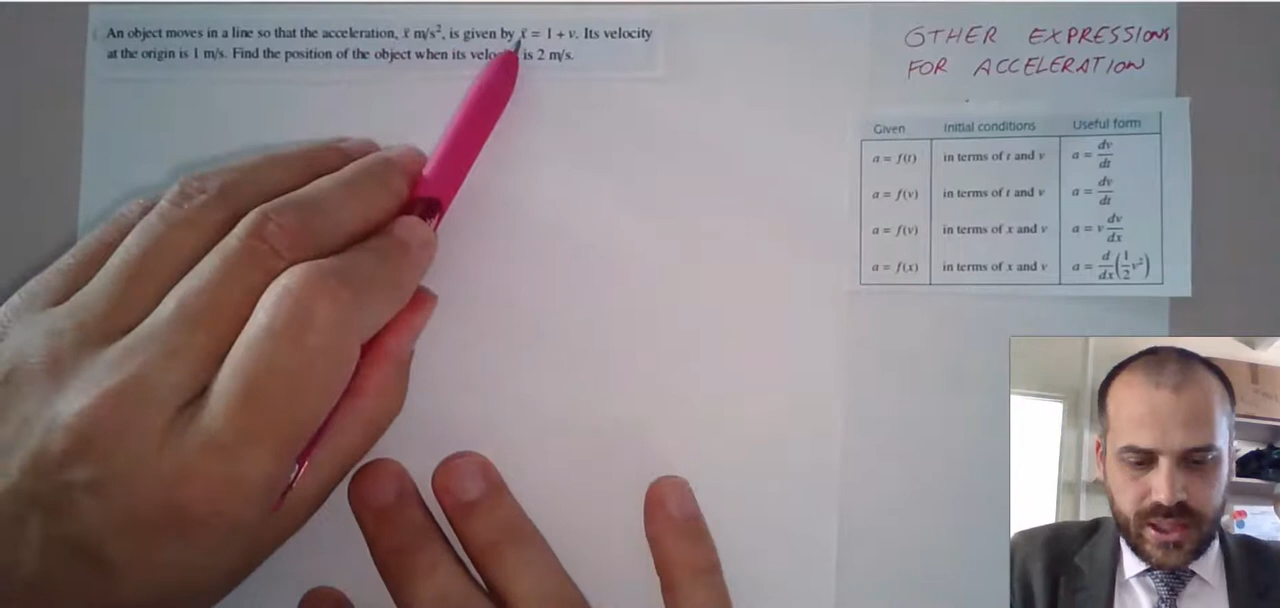 An object moves in a line so that the acceleration, ẍ m/s², is given by ẍ = 1 + v. Its velocity
at the origin is 1 m/s. Find the position of the object when its is 2 m/s.
OTHER EXPRESSIONS
FOR ACCELERATION
Given Initial conditions Useful form
a = f(t) in terms of t and v a = dv/dt
a = f(v) in terms of t and v a = dv/dt
a = f(v) in terms of x and v a = v dv/dx
a = f(x) in terms of x and v a = d/dx(1/2 v²)